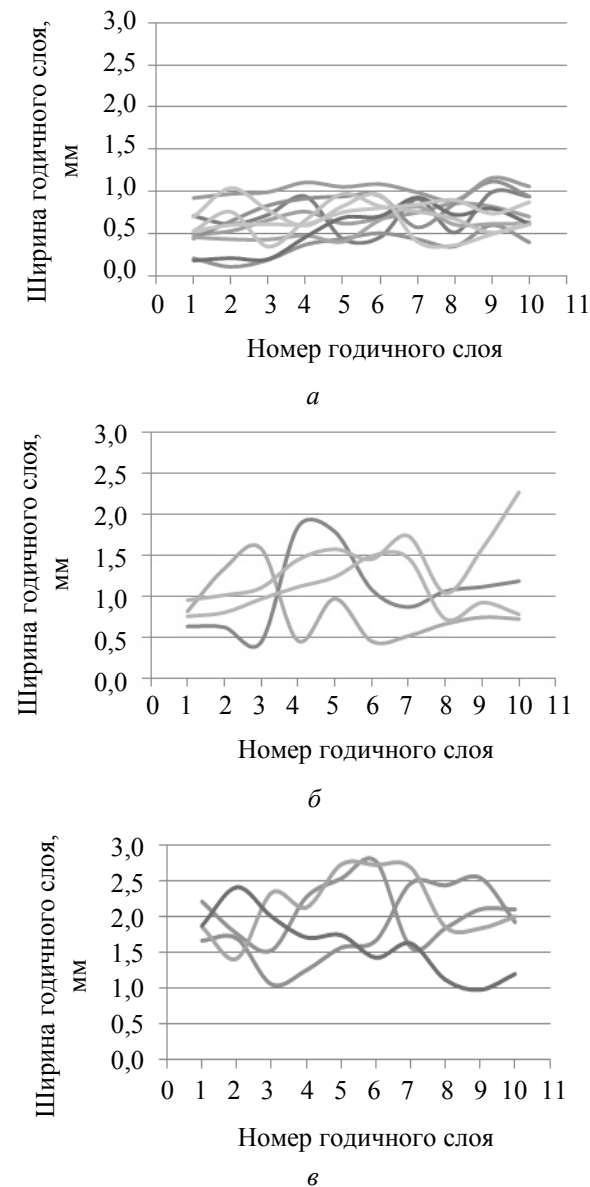 Ширина годичного слоя,
мм
3,0
2,5
2,0
1,5
1,0
0,5
0,0
0 1 2 3 4 5 6 7 8 9 10 11
Номер годичного слоя
а
Ширина годичного слоя,
мм
3,0
2,5
2,0
1,5
1,0
0,5
0,0
0 1 2 3 4 5 6 7 8 9 10 11
Номер годичного слоя
б
Ширина годичного слоя,
мм
3,0
2,5
2,0
1,5
1,0
0,5
0,0
0 1 2 3 4 5 6 7 8 9 10 11
Номер годичного слоя
в